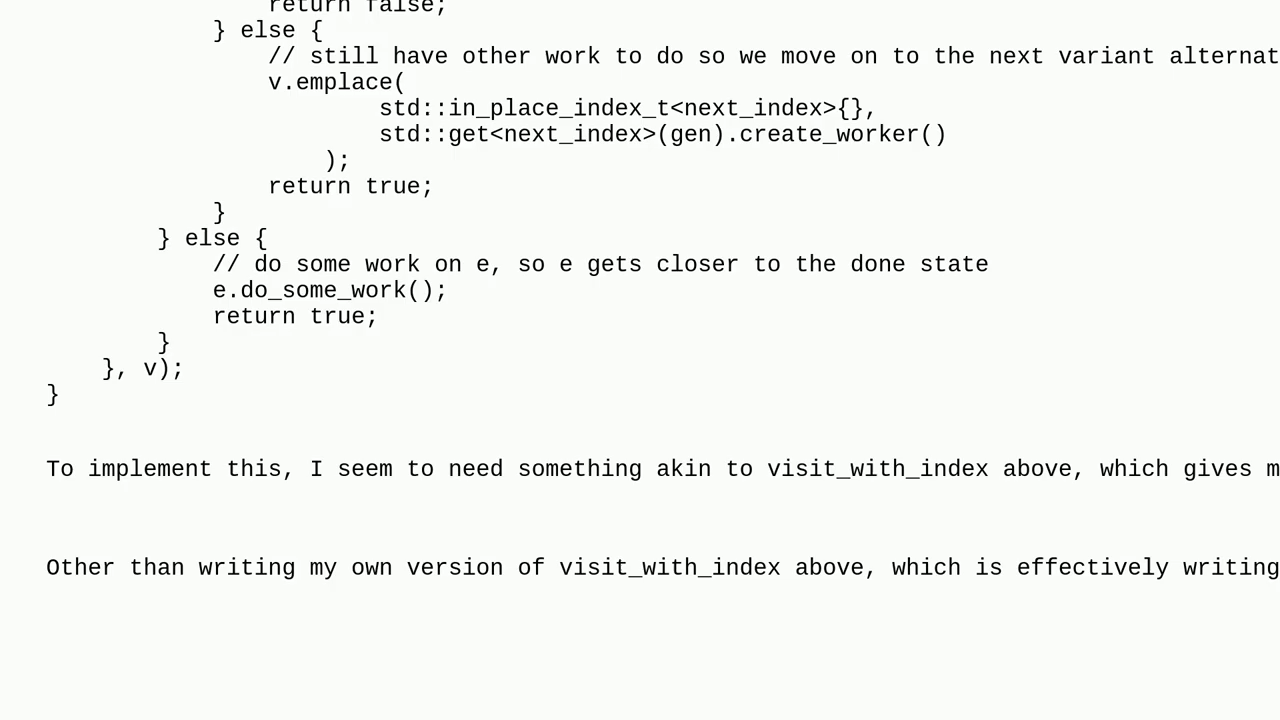 return false;
} else {
// still have other work to do so we move on to the next variant
v.emplace(
std::in_place_index_t<next_index>{},
std::get<next_index>(gen).create_worker()
);
return true;
}
} else {
// do some work on e, so e gets closer to the done state
e.do_some_work();
return true;
}
}, v);
}
To implement this, I seem to need something akin to visit_with_index above, which gives
Other than writing my own version of visit_with_index above, which is effectively writing